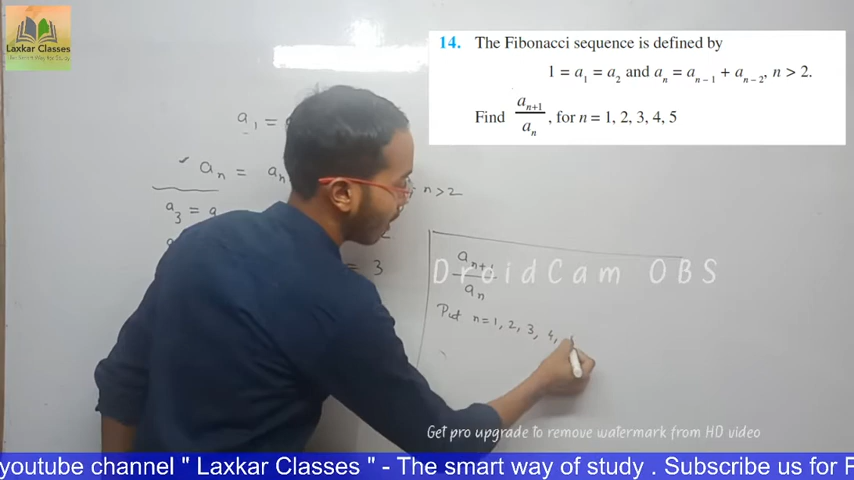 Laxkar Classes
An Smart Way for Study
14. The Fibonacci sequence is defined by
1 = a₁ = a₂ and aₙ = aₙ₋₁ + aₙ₋₂, n > 2.
Find aₙ₊₁/aₙ, for n = 1, 2, 3, 4, 5
a₁ =
aₙ = aₙ n > 2
a₃ = a
= 3
aₙ₊₁
aₙ
Put n = 1, 2, 3, 4,
DroidCam OBS
Get pro upgrade to remove watermark from HD video
youtube channel " Laxkar Classes " - The smart way of study . Subscribe us for F